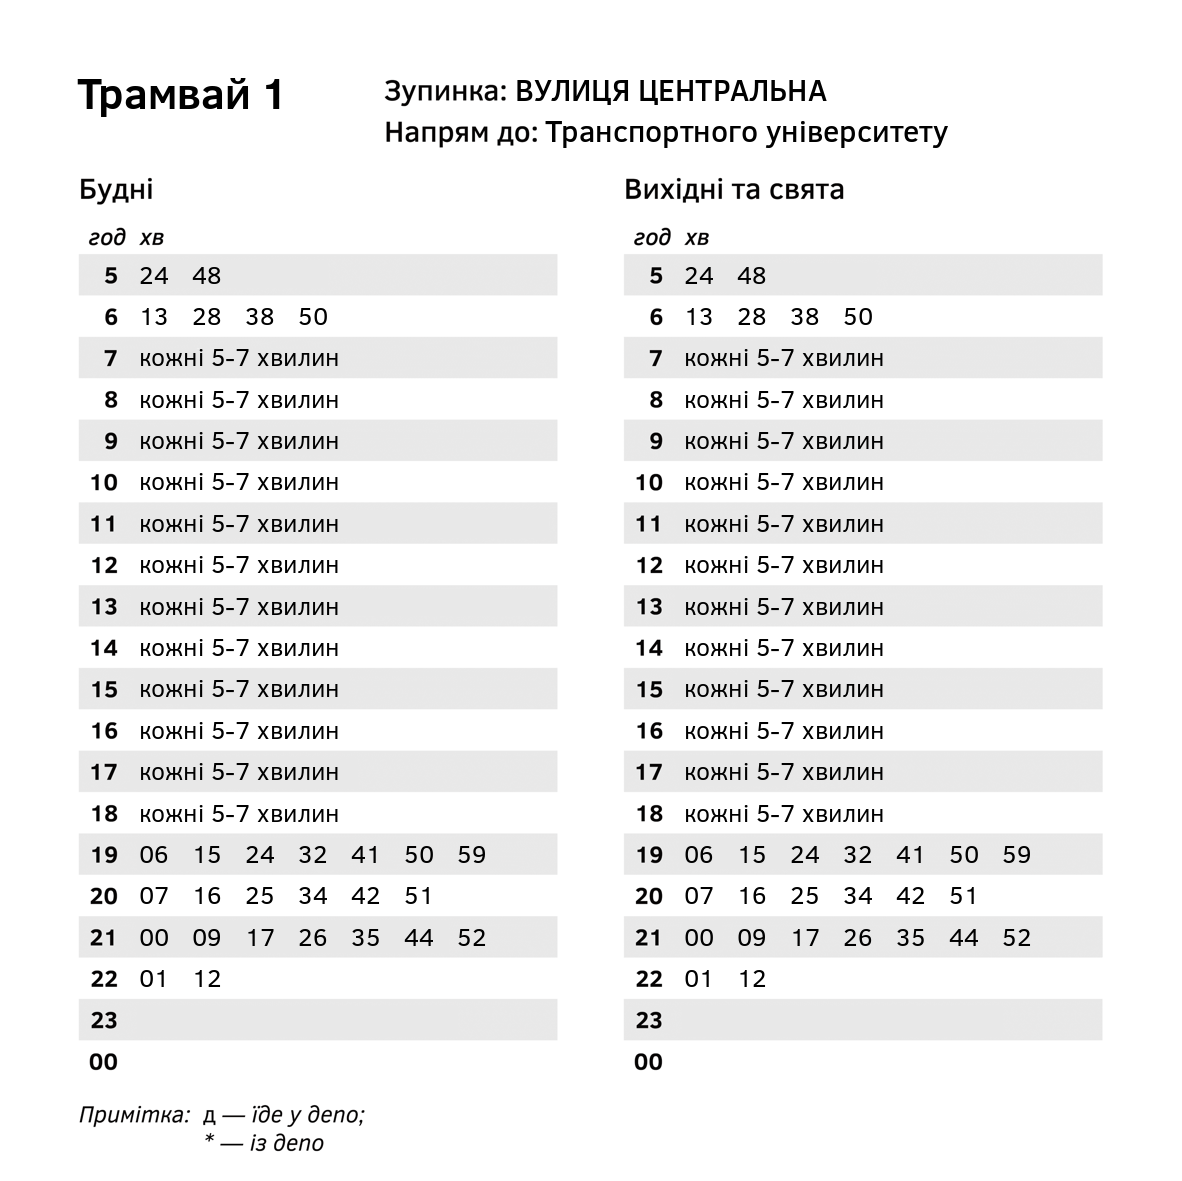 Трамвай 1
Зупинка: ВУЛИЦЯ ЦЕНТРАЛЬНА
Напрям до: Транспортного університету
Будні
год хв
5 24 48
6 13 28 38 50
7 кожні 5-7 хвилин
8 кожні 5-7 хвилин
9 кожні 5-7 хвилин
10 кожні 5-7 хвилин
11 кожні 5-7 хвилин
12 кожні 5-7 хвилин
13 кожні 5-7 хвилин
14 кожні 5-7 хвилин
15 кожні 5-7 хвилин
16 кожні 5-7 хвилин
17 кожні 5-7 хвилин
18 кожні 5-7 хвилин
19 06 15 24 32 41 50 59
20 07 16 25 34 42 51
21 00 09 17 26 35 44 52
22 01 12
23
00
Вихідні та свята
год хв
5 24 48
6 13 28 38 50
7 кожні 5-7 хвилин
8 кожні 5-7 хвилин
9 кожні 5-7 хвилин
10 кожні 5-7 хвилин
11 кожні 5-7 хвилин
12 кожні 5-7 хвилин
13 кожні 5-7 хвилин
14 кожні 5-7 хвилин
15 кожні 5-7 хвилин
16 кожні 5-7 хвилин
17 кожні 5-7 хвилин
18 кожні 5-7 хвилин
19 06 15 24 32 41 50 59
20 07 16 25 34 42 51
21 00 09 17 26 35 44 52
22 01 12
23
00
Примітка: д — їде у депо;
* — із депо